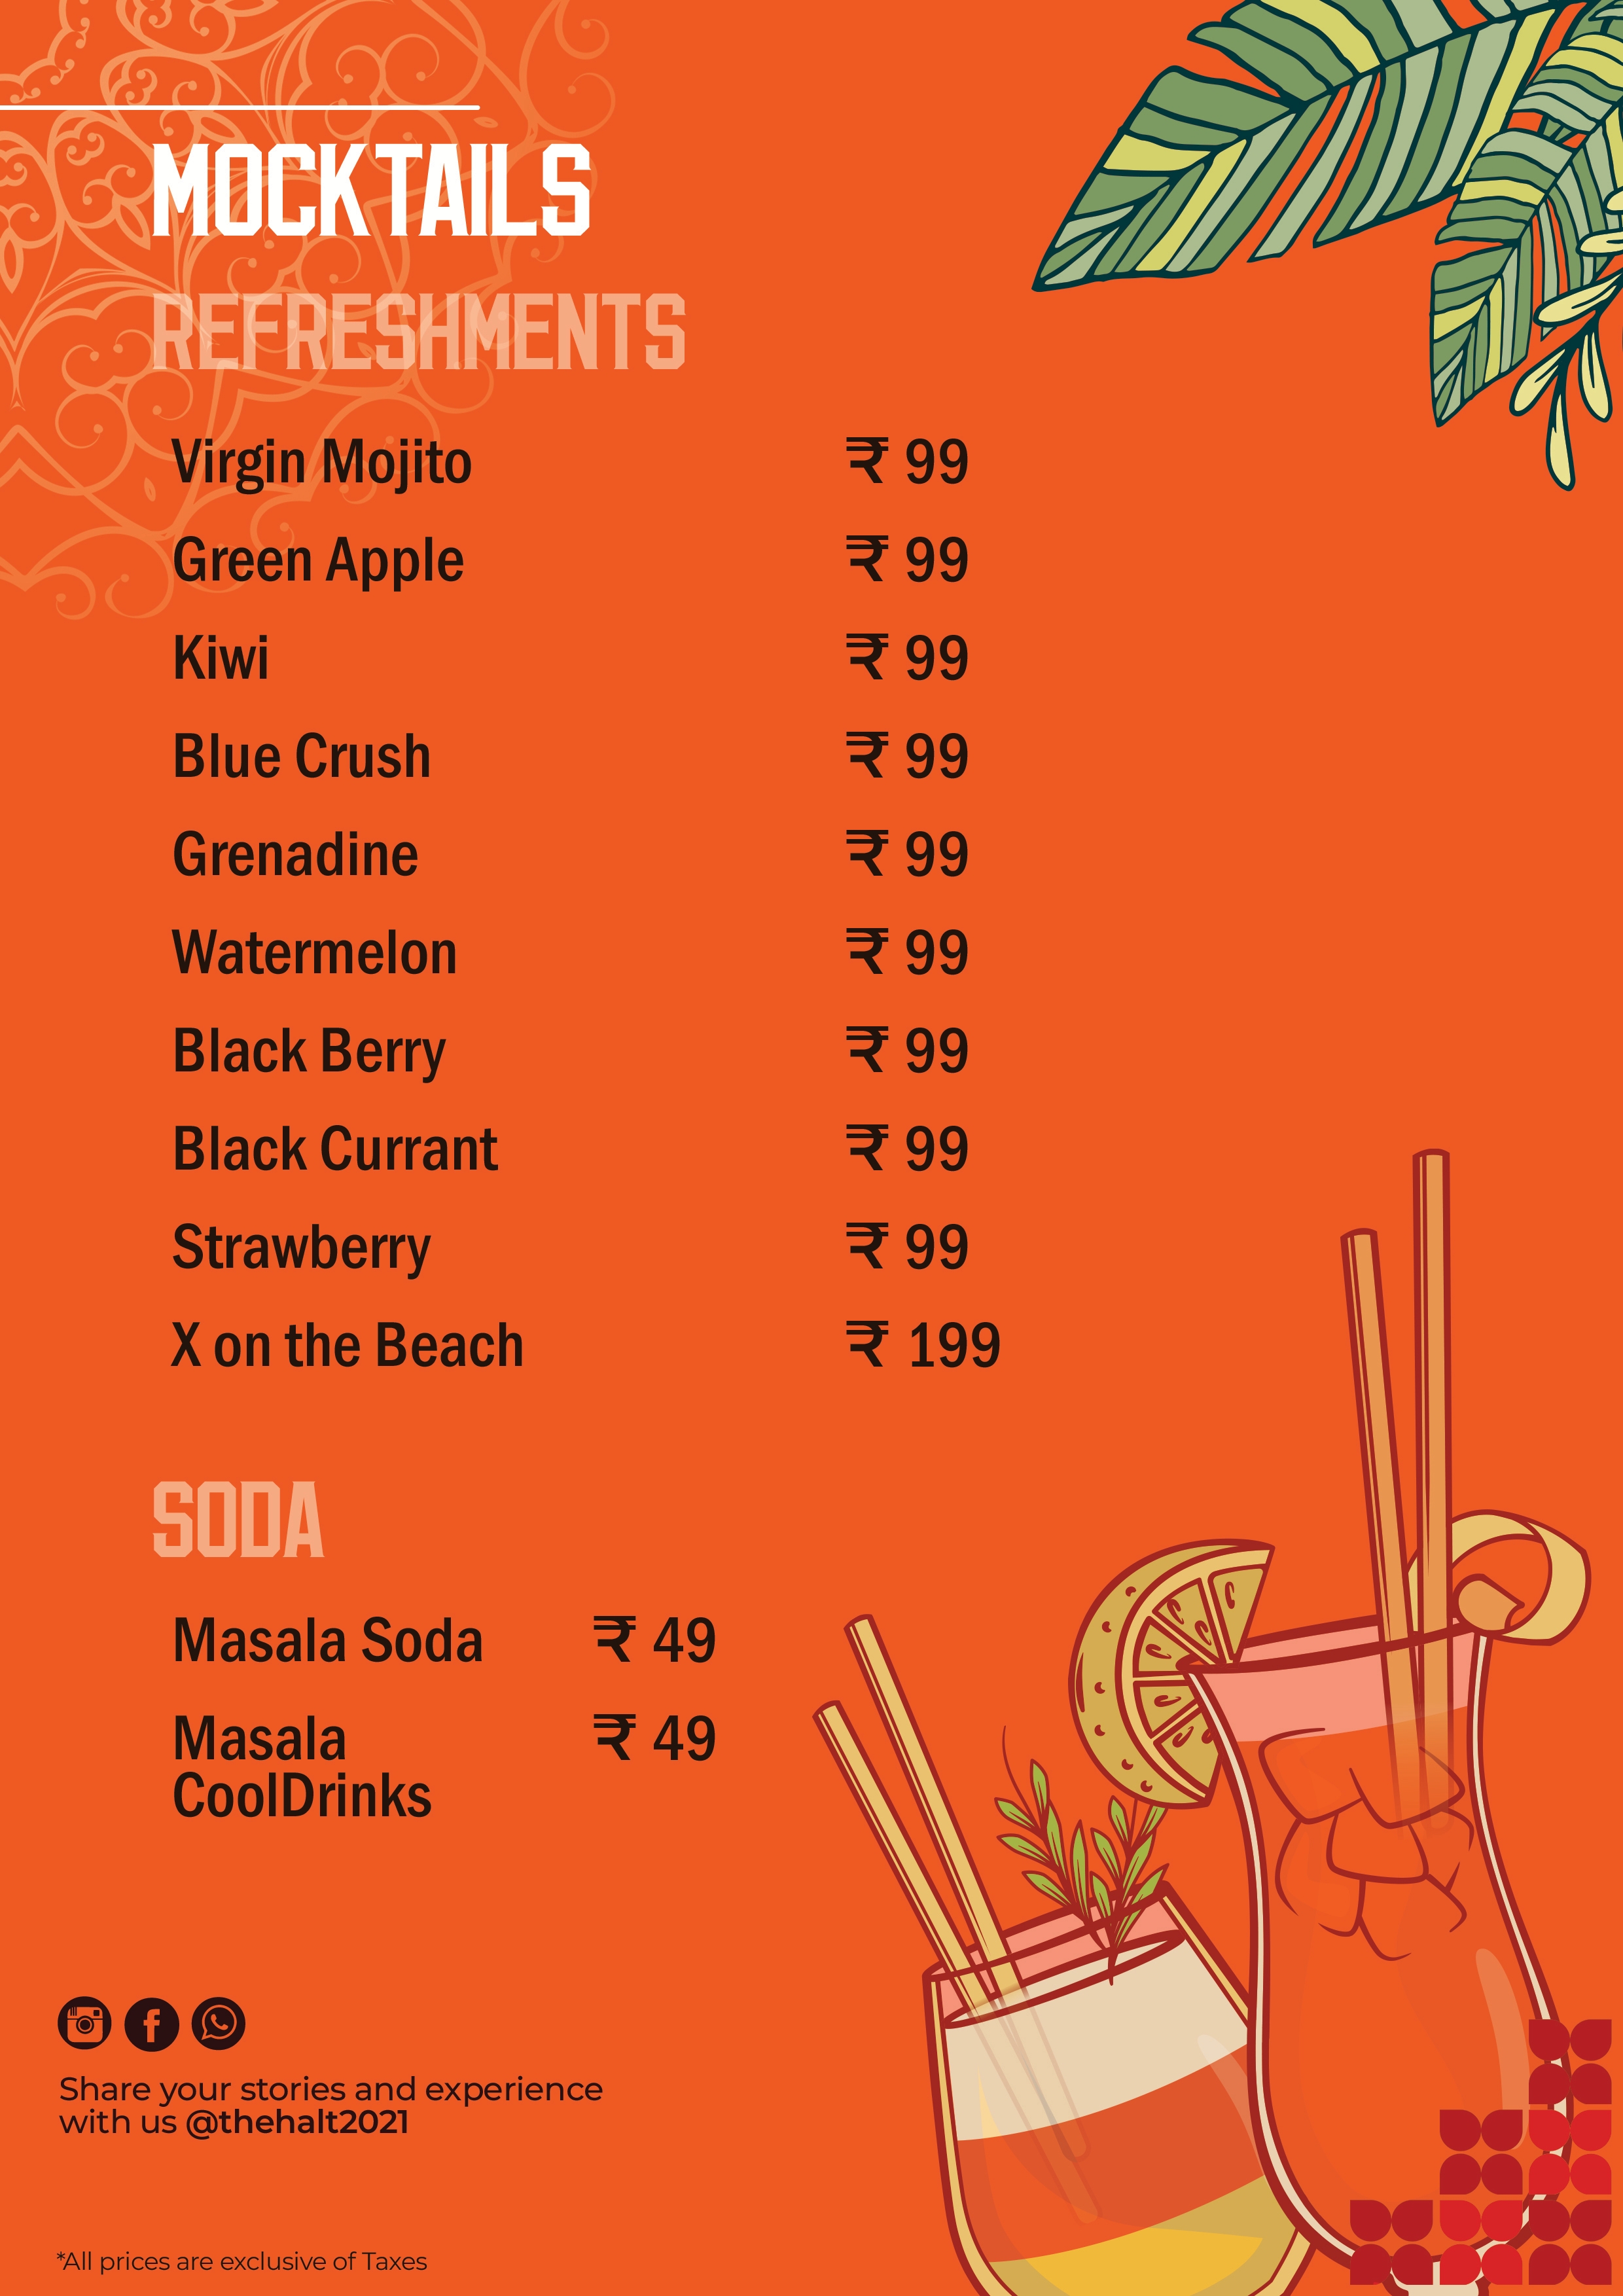 MOCKTAILS
REFRESHMENTS
Virgin Mojito ₹ 99
Green Apple ₹ 99
Kiwi ₹ 99
Blue Crush ₹ 99
Grenadine ₹ 99
Watermelon ₹ 99
Black Berry ₹ 99
Black Currant ₹ 99
Strawberry ₹ 99
X on the Beach ₹ 199
SODA
Masala Soda ₹ 49
Masala ₹ 49
CoolDrinks
Share your stories and experience
with us @thehalt2021
*All prices are exclusive of Taxes